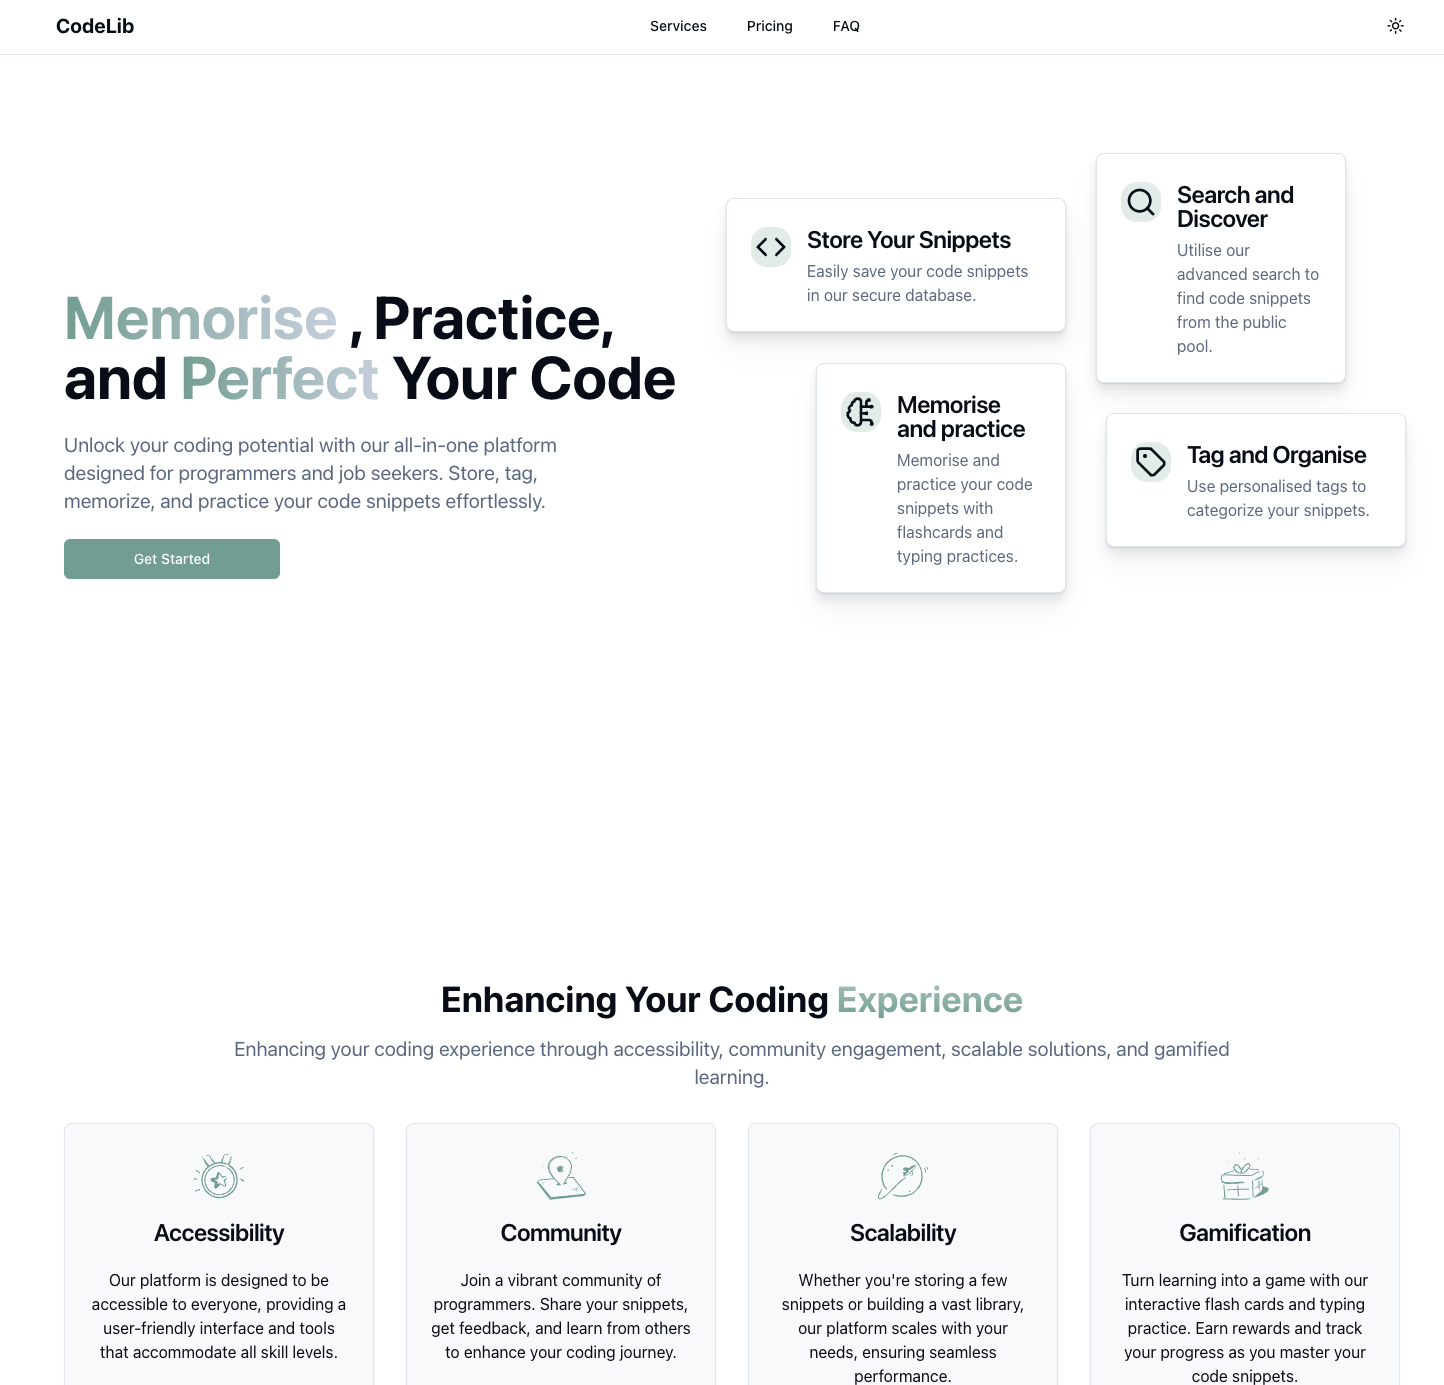 CodeLib
Services
Pricing
FAQ
Memorise , Practice,
and Perfect Your Code
Unlock your coding potential with our all-in-one platform
designed for programmers and job seekers. Store, tag,
memorize, and practice your code snippets effortlessly.
Get Started
Store Your Snippets
Easily save your code snippets
in our secure database.
Search and
Discover
Utilise our
advanced search to
find code snippets
from the public
pool.
Memorise
and practice
Memorise and
practice your code
snippets with
flashcards and
typing practices.
Tag and Organise
Use personalised tags to
categorize your snippets.
Enhancing Your Coding Experience
Enhancing your coding experience through accessibility, community engagement, scalable solutions, and gamified
learning.
Accessibility
Our platform is designed to be
accessible to everyone, providing a
user-friendly interface and tools
that accommodate all skill levels.
Community
Join a vibrant community of
programmers. Share your snippets,
get feedback, and learn from others
to enhance your coding journey.
Scalability
Whether you're storing a few
snippets or building a vast library,
our platform scales with your
needs, ensuring seamless
performance.
Gamification
Turn learning into a game with our
interactive flash cards and typing
practice. Earn rewards and track
your progress as you master your
code snippets.